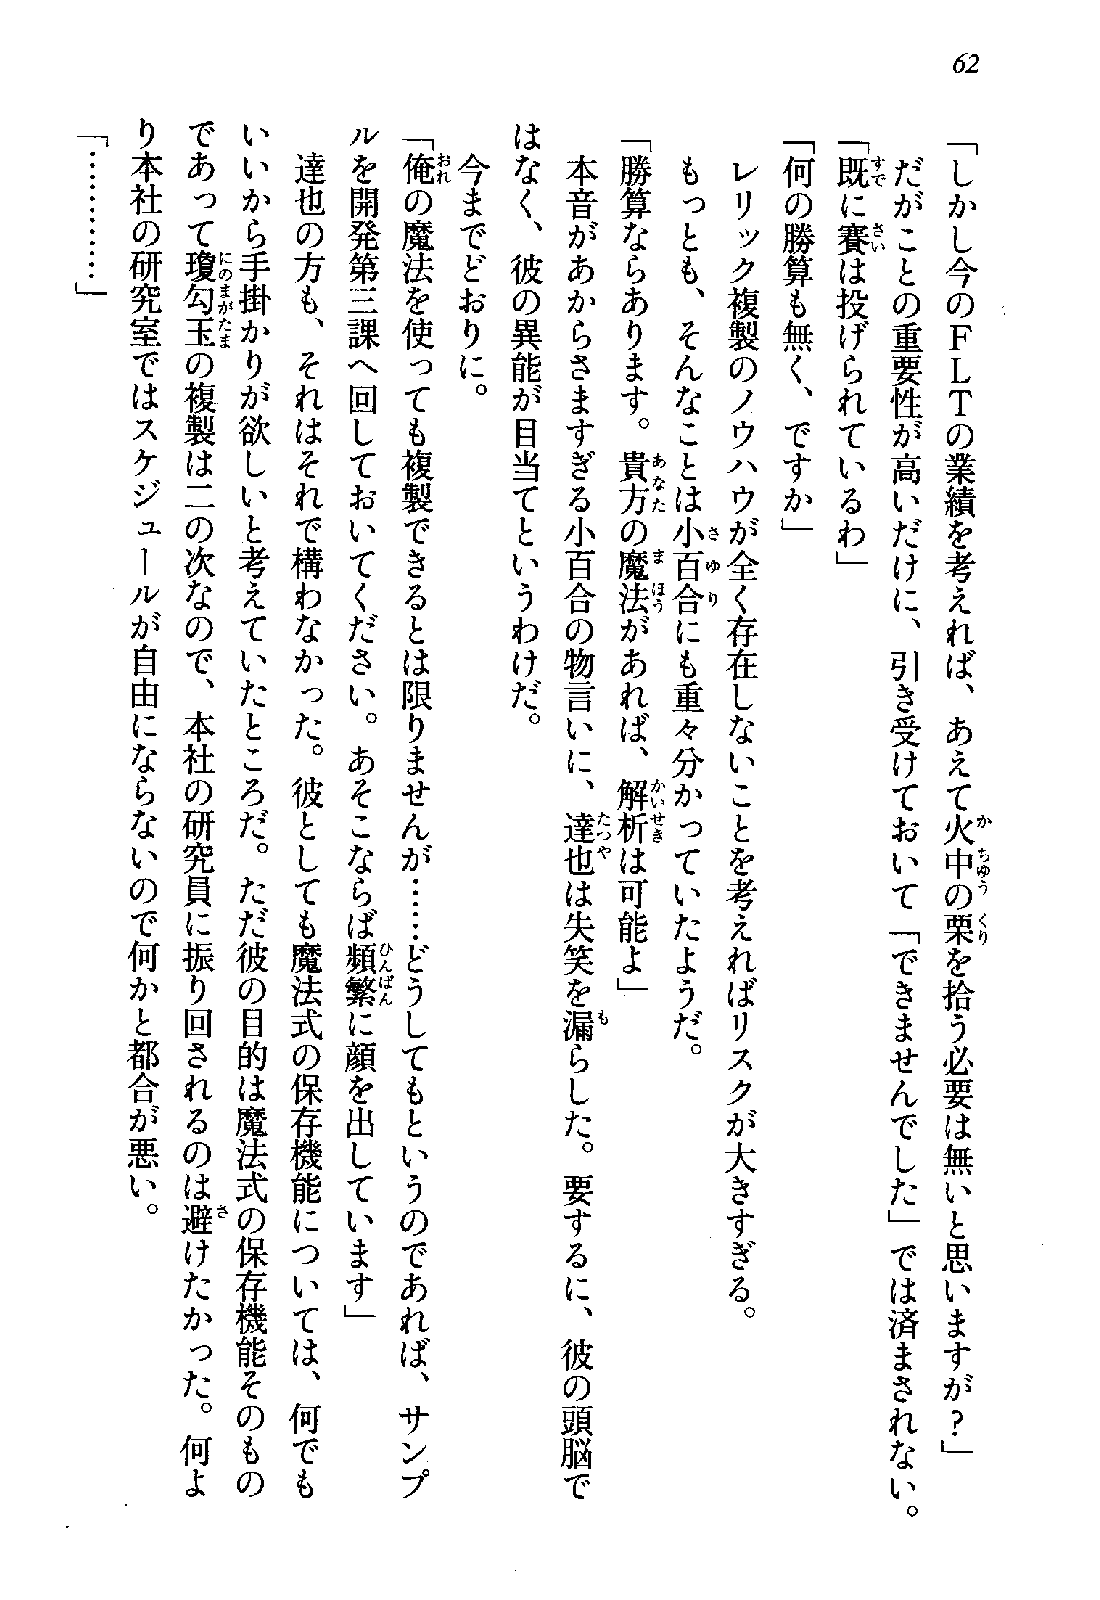 62
「しかし今のＦＬＴの業績を考えれば、あえて火中の栗を拾う必要は無いと思いますが？」
だがことの重要性が高いだけに、引き受けておいて「できませんでした」では済まされない。
「既に賽は投げられているわ」
「何の勝算も無く、ですか」
レリック複製のノウハウが全く存在しないことを考えればリスクが大きすぎる。
もっとも、そんなことは小百合にも重々分かっていたようだ。
「勝算ならあります。貴方の魔法があれば、解析は可能よ」
本音があからさますぎる小百合の物言いに、達也は失笑を漏らした。要するに、彼の頭脳で
はなく、彼の異能が目当てというわけだ。
今までどおりに。
「俺の魔法を使っても複製できるとは限りませんが……どうしてもというのであれば、サンプ
ルを開発第三課へ回しておいてください。あそこならば頻繁に顔を出しています」
達也の方も、それはそれで構わなかった。彼としても魔法式の保存機能については、何でも
いいから手掛かりが欲しいと考えていたところだ。ただ彼の目的は魔法式の保存機能そのもの
であって瓊勾玉の複製は二の次なので、本社の研究員に振り回されるのは避けたかった。何よ
り本社の研究室ではスケジュールが自由にならないので何かと都合が悪い。
「…………」